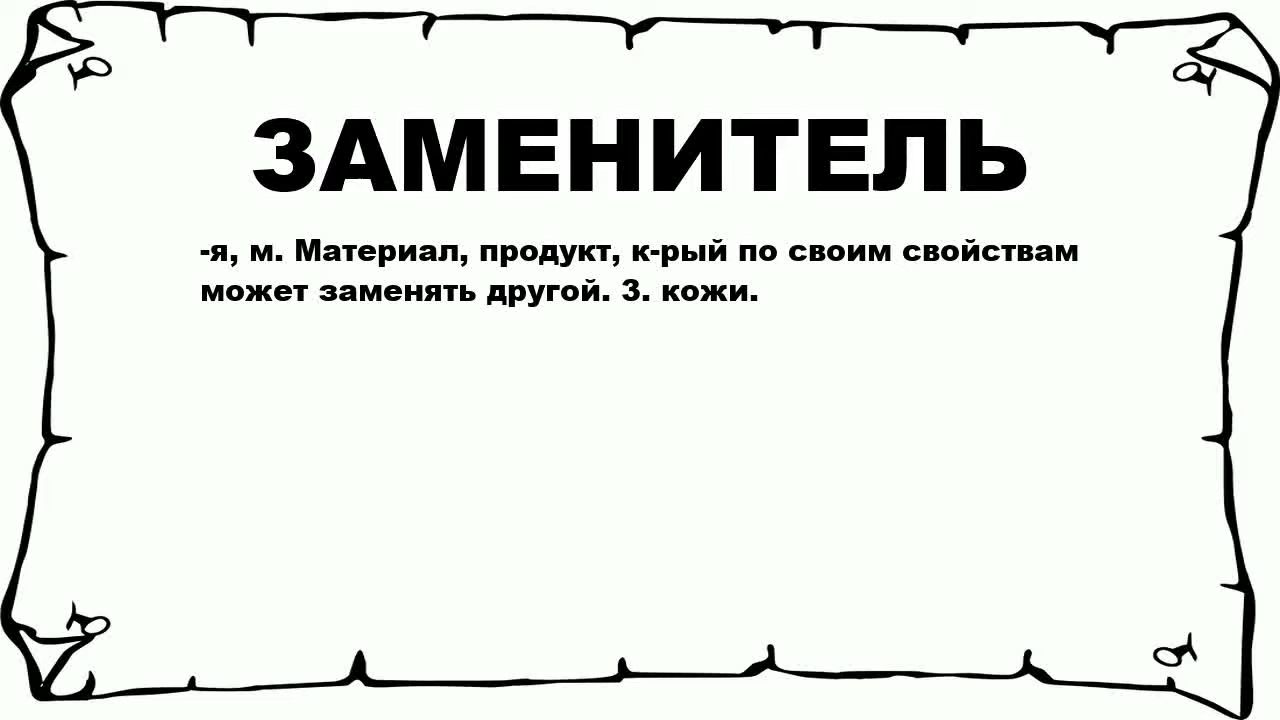 ЗАМЕНИТЕЛЬ
-я, м. Материал, продукт, к-рый по своим свойствам
может заменять другой. З. кожи.